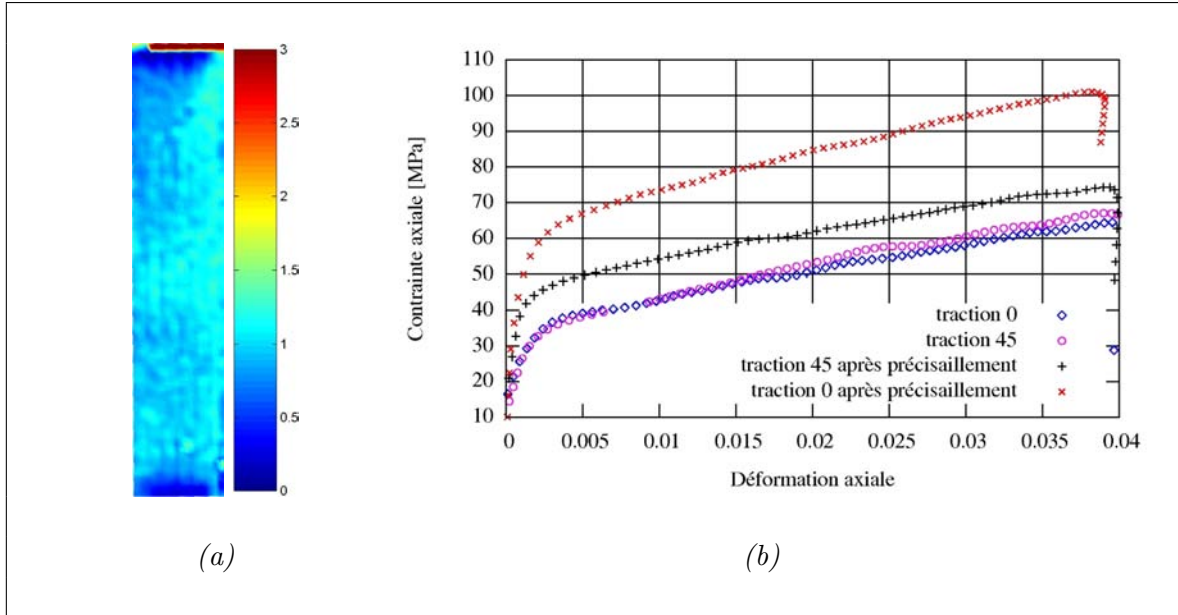 3
2.5
2
1.5
1
0.5
0
(a)
Contrainte axiale [MPa]
110
100
90
80
70
60
50
40
30
20
10
traction 0
traction 45
traction 45 après précisaillement
traction 0 après précisaillement
0 0.005 0.01 0.015 0.02 0.025 0.03 0.035 0.04
Déformation axiale
(b)